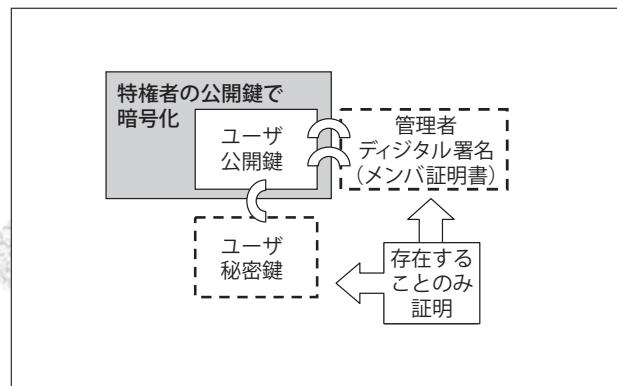 特権者の公開鍵で
暗号化
ユーザ
公開鍵
管理者
ディジタル署名
（メンバ証明書）
ユーザ
秘密鍵
存在する
ことのみ
証明